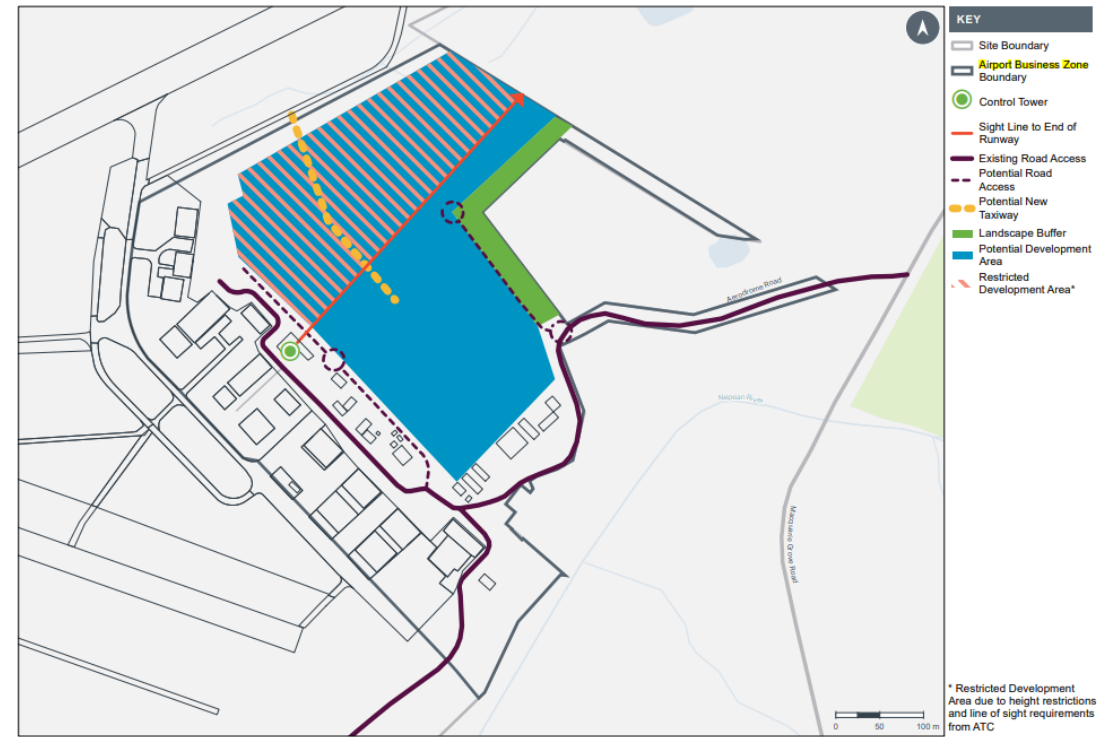 KEY
Site Boundary
Airport Business Zone
Boundary
Control Tower
Sight Line to End of
Runway
Existing Road Access
Potential Road
Access
Potential New
Taxiway
Landscape Buffer
Potential Development
Area
Restricted
Development Area*
Aerodrome Road
Nepean River
Macquarie Grove Road
* Restricted Development
Area due to height restrictions
and line of sight requirements
from ATC
0 50 100 m